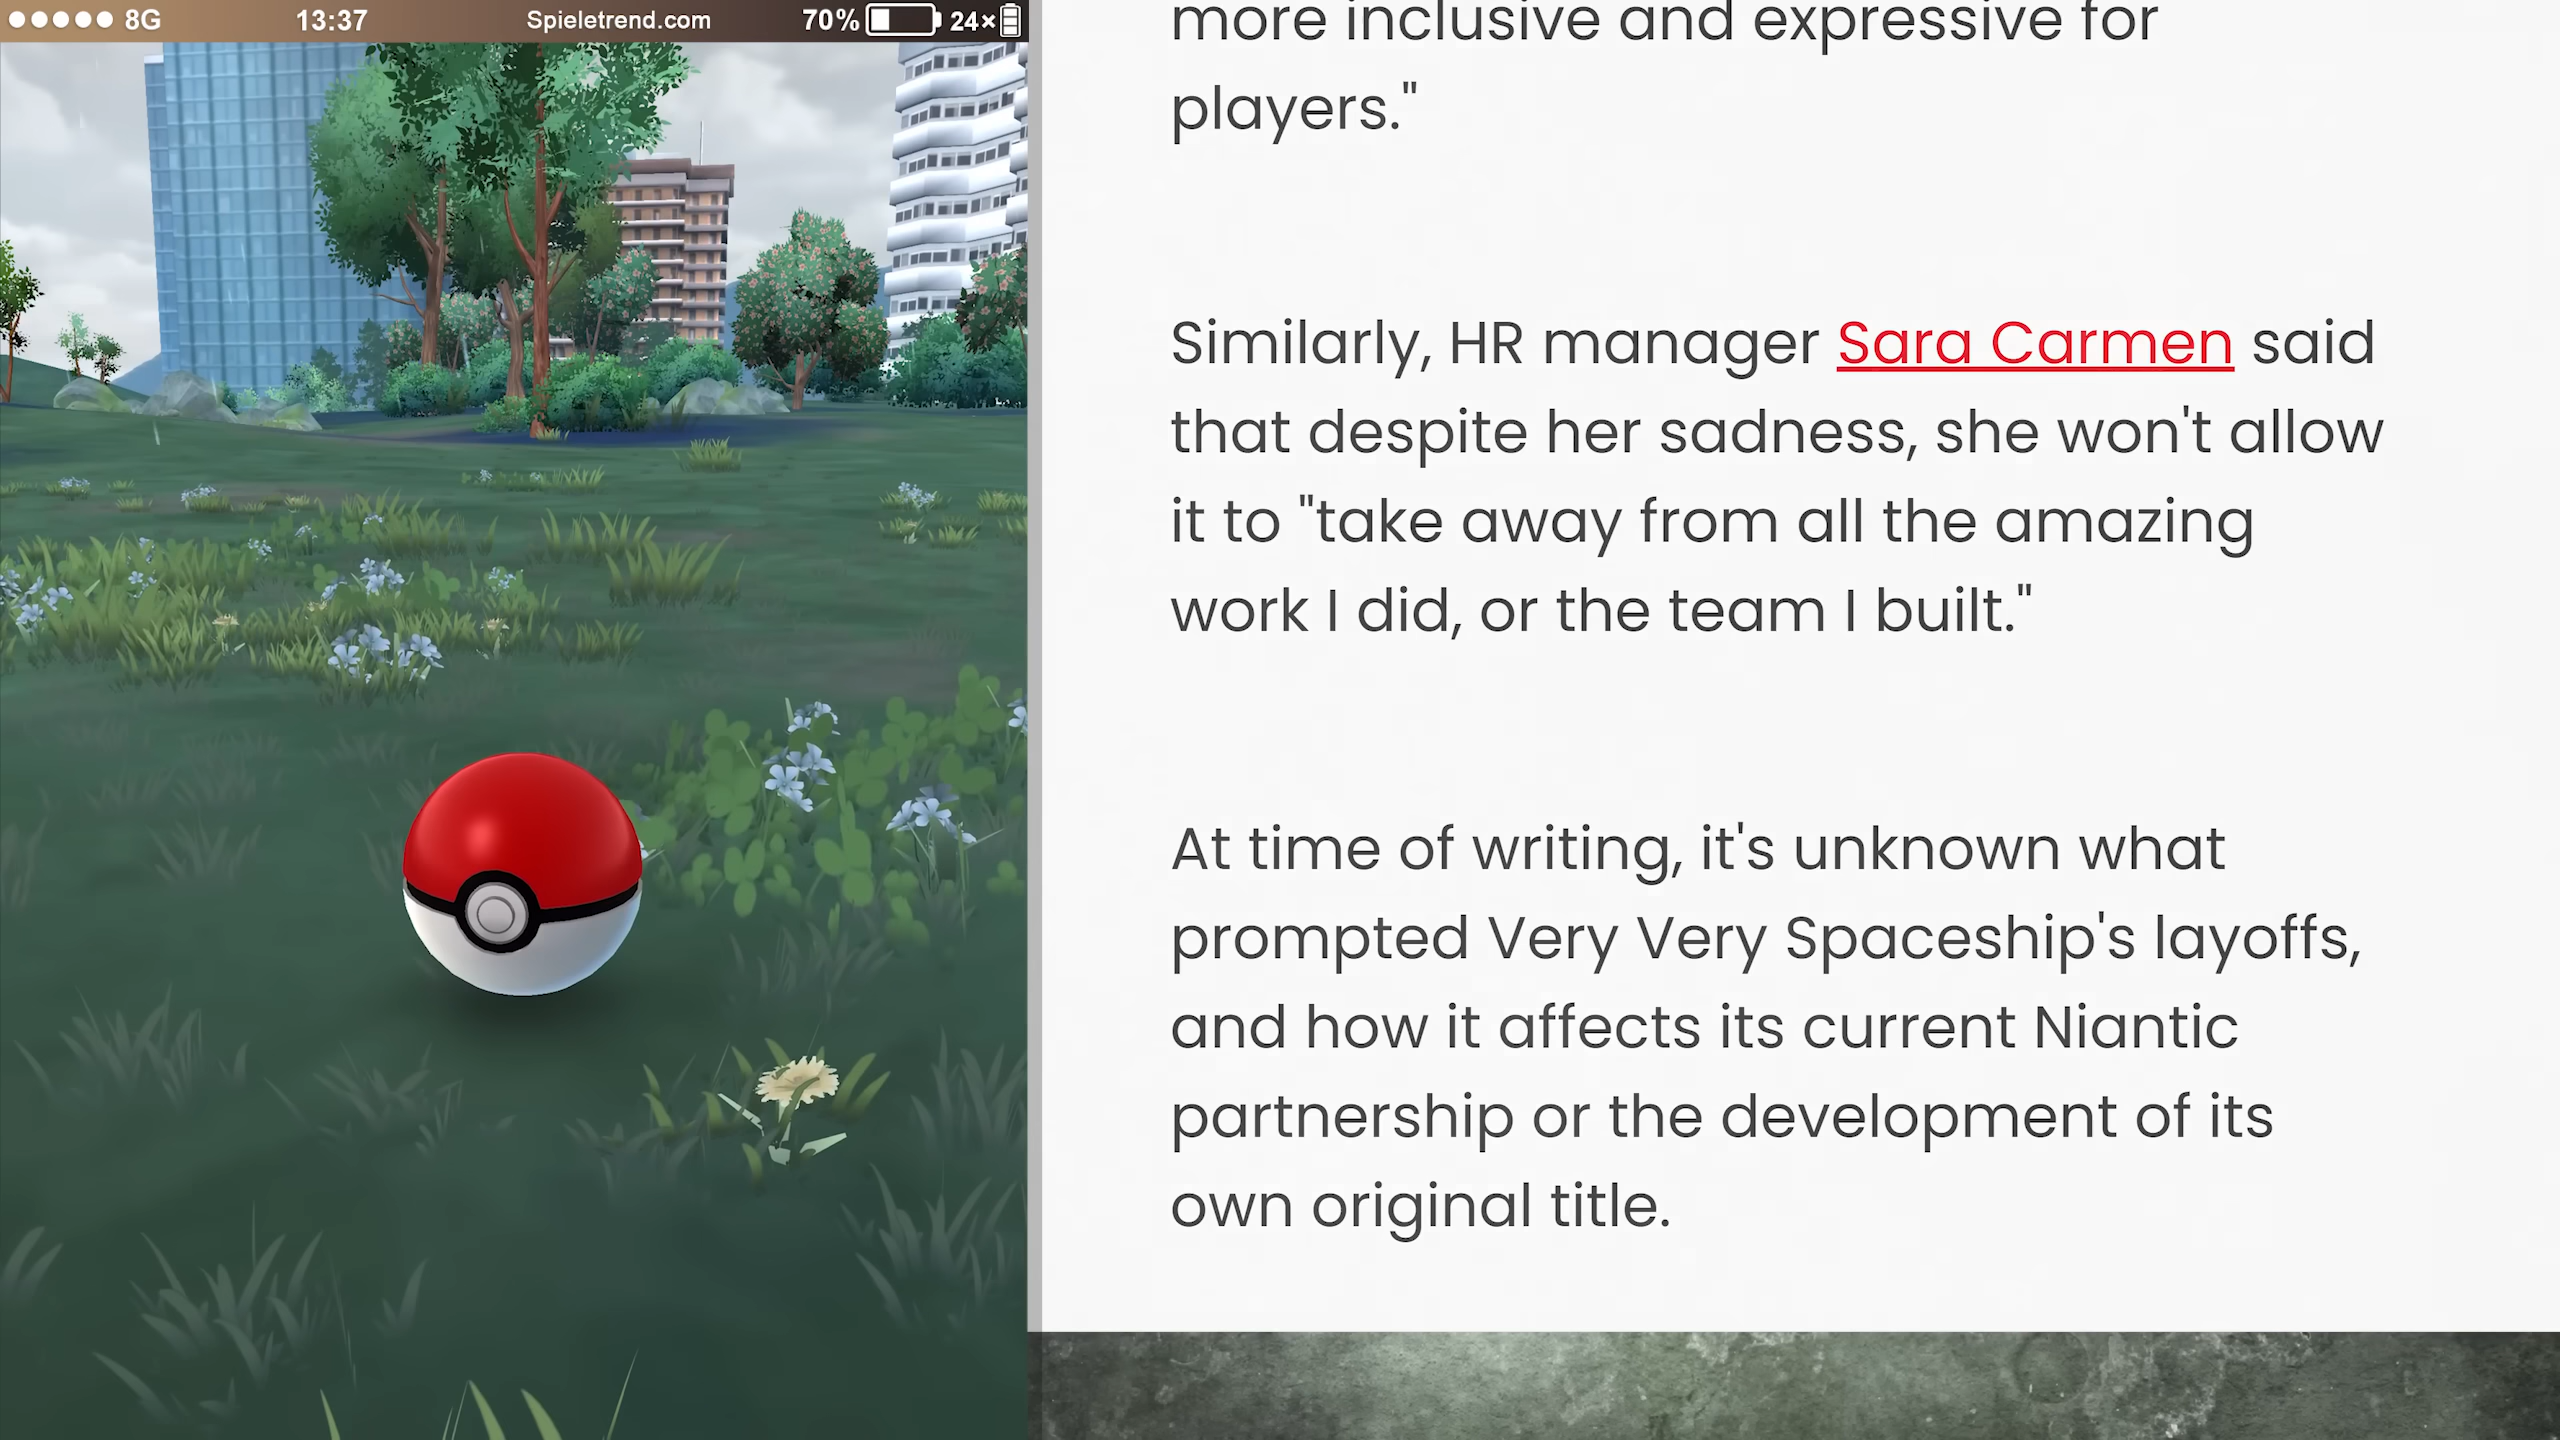 8G 13:37 Spieletrend.com 70% 24×
more inclusive and expressive for
players."
Similarly, HR manager Sara Carmen said
that despite her sadness, she won't allow
it to "take away from all the amazing
work I did, or the team I built."
At time of writing, it's unknown what
prompted Very Very Spaceship's layoffs,
and how it affects its current Niantic
partnership or the development of its
own original title.